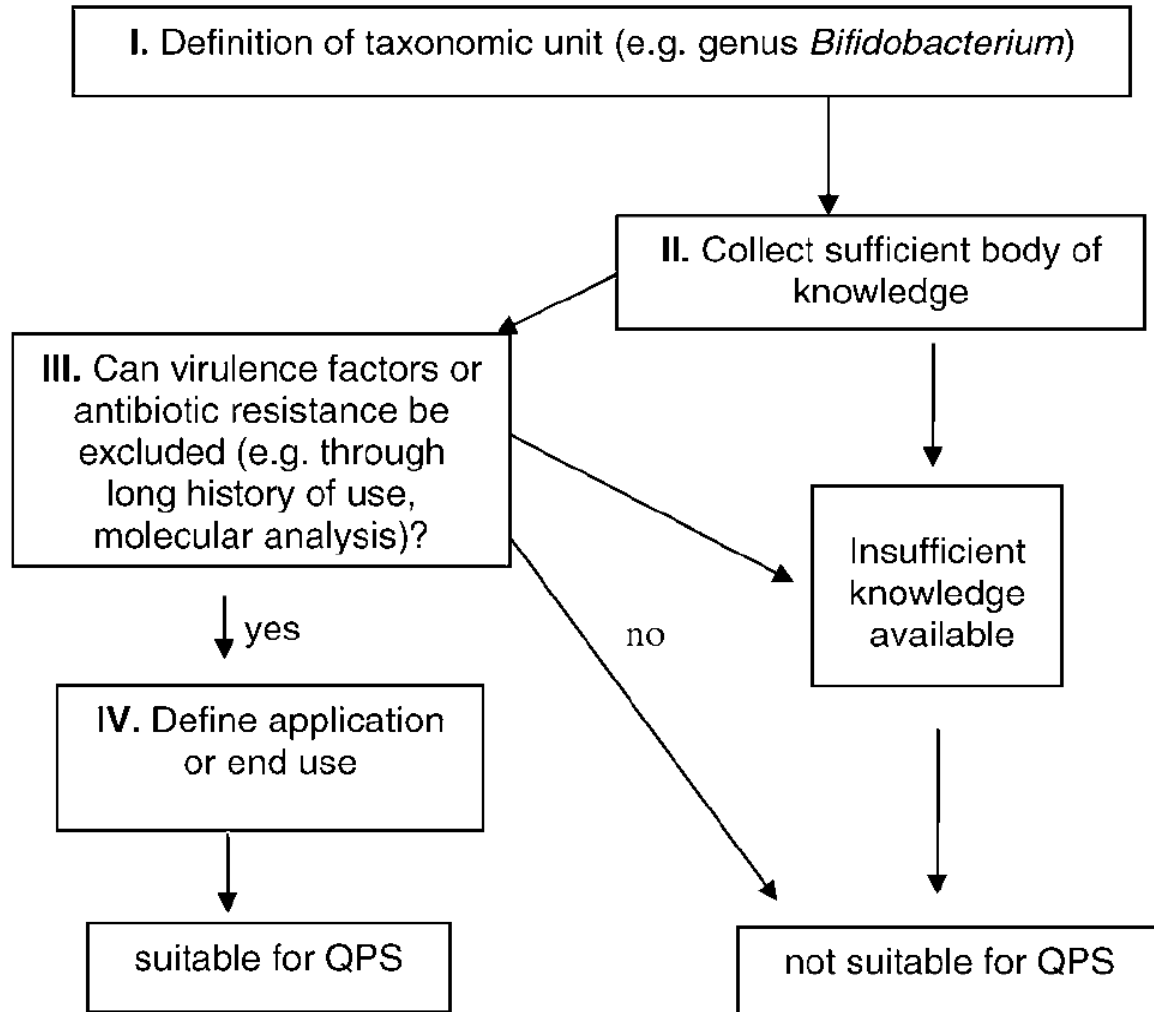 I. Definition of taxonomic unit (e.g. genus Bifidobacterium)
II. Collect sufficient body of
knowledge
III. Can virulence factors or
antibiotic resistance be
excluded (e.g. through
long history of use,
molecular analysis)?
Insufficient
knowledge
available
yes
no
IV. Define application
or end use
suitable for QPS
not suitable for QPS